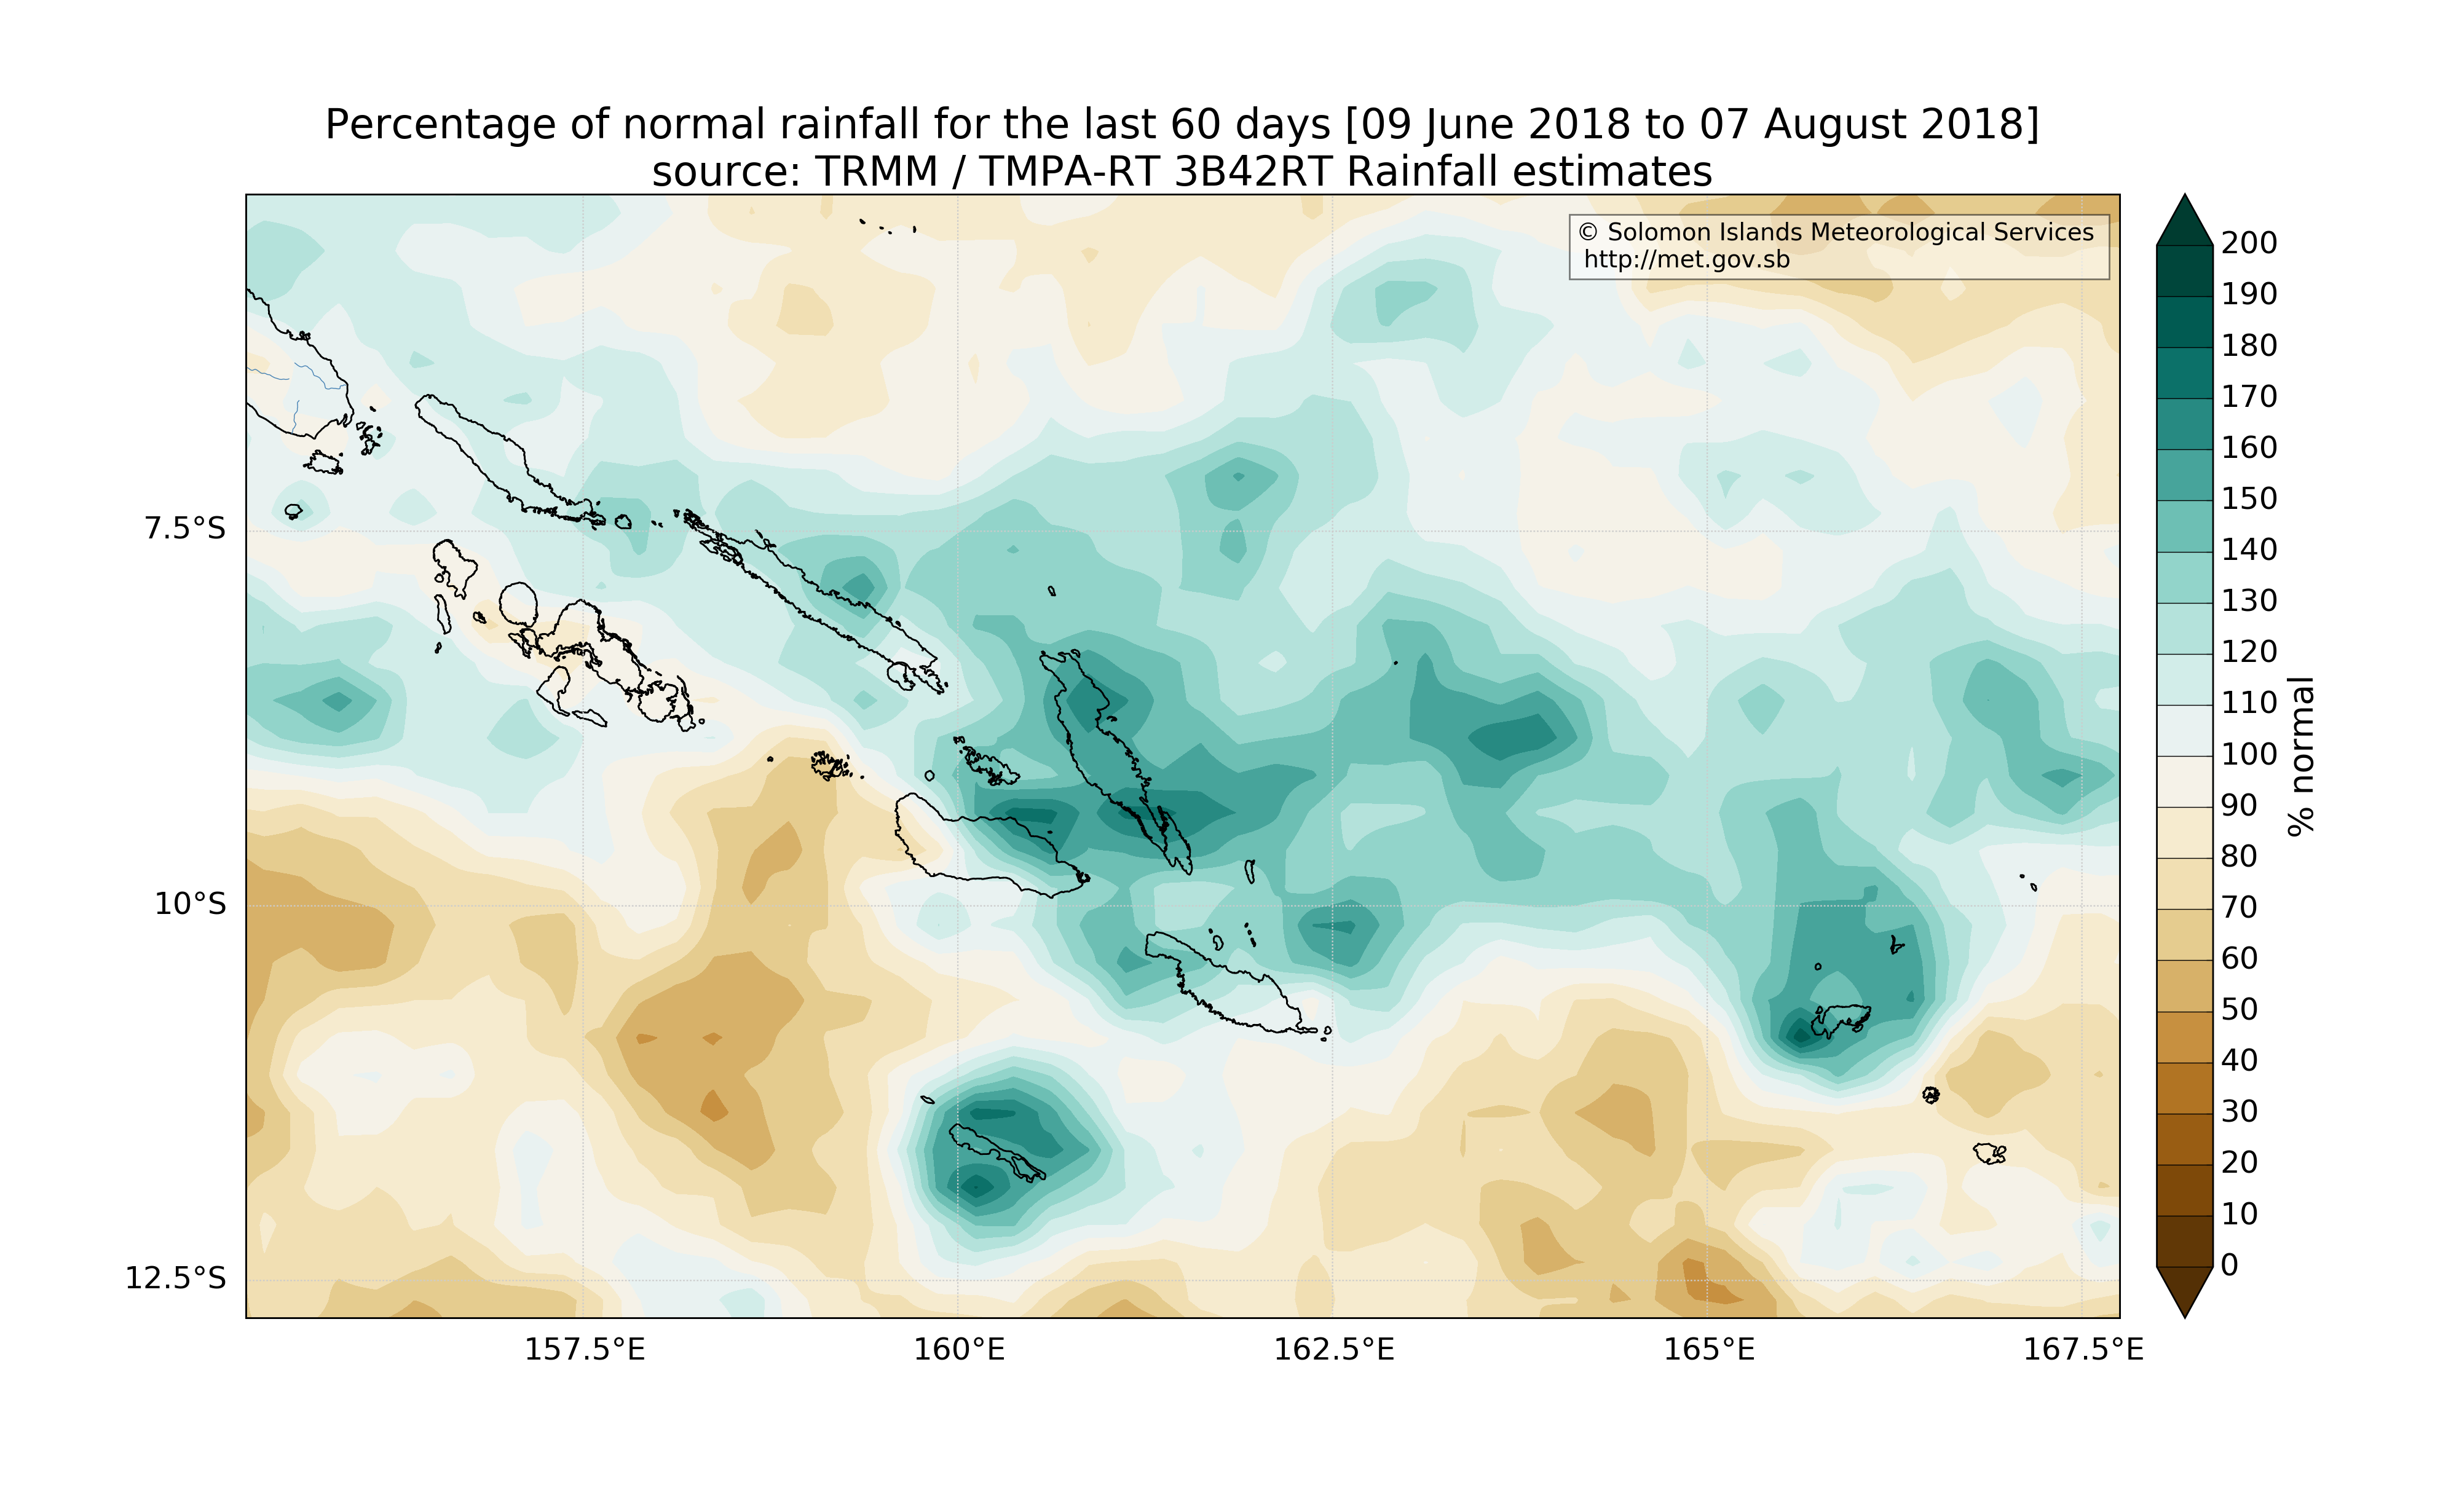 Percentage of normal rainfall for the last 60 days [09 June 2018 to 07 August 2018]
source: TRMM / TMPA-RT 3B42RT Rainfall estimates
© Solomon Islands Meteorological Services
http://met.gov.sb
7.5°S
10°S
12.5°S
157.5°E
160°E
162.5°E
165°E
167.5°E
200
190
180
170
160
150
140
130
120
110
100
90
80
70
60
50
40
30
20
10
0
% normal